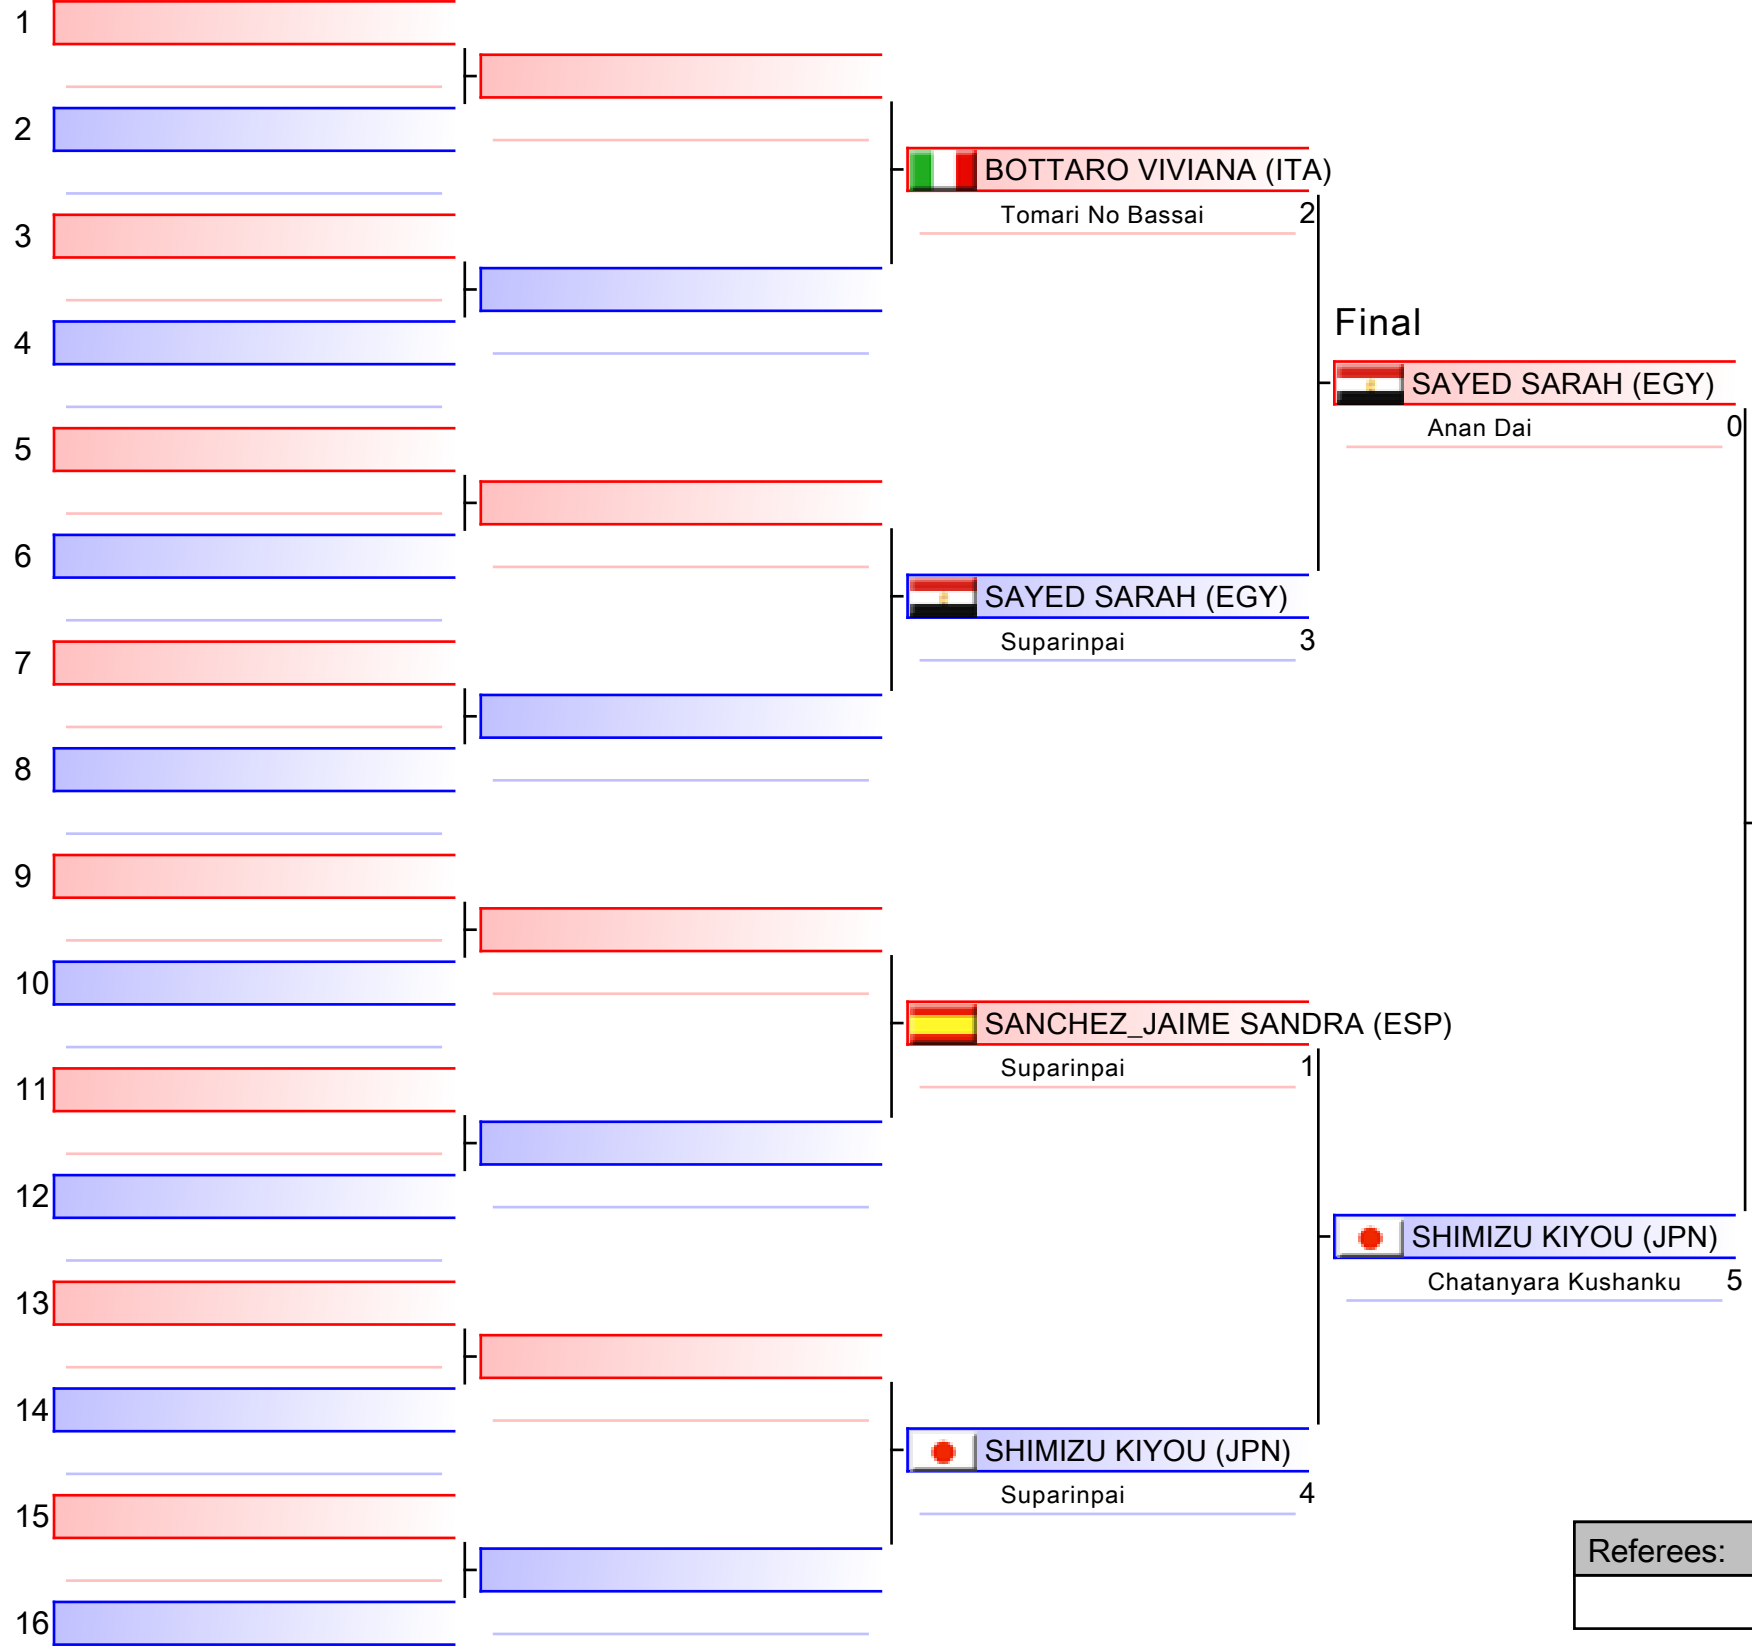 1
2
BOTTARO VIVIANA (ITA)
Tomari No Bassai 2
3
Final
4
SAYED SARAH (EGY)
Anan Dai 0
5
6
SAYED SARAH (EGY)
Suparinpai 3
7
8
9
10
SANCHEZ_JAIME SANDRA (ESP)
Suparinpai 1
11
12
SHIMIZU KIYOU (JPN)
Chatanyara Kushanku 5
13
14
SHIMIZU KIYOU (JPN)
Suparinpai 4
15
Referees:
16